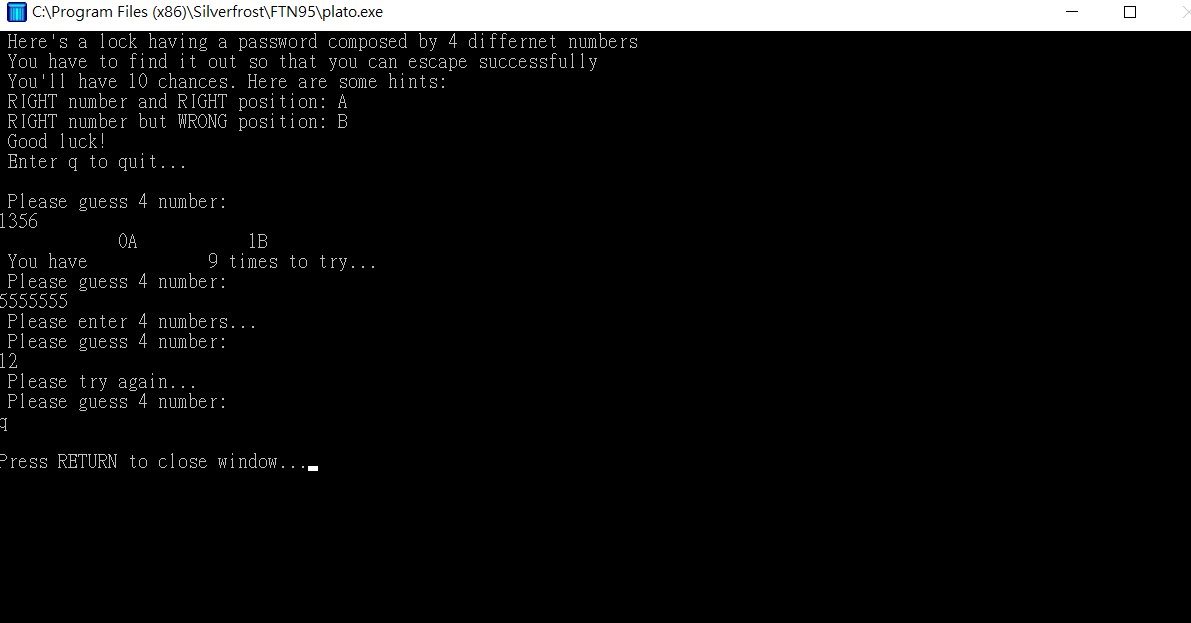 C:\Program Files (x86)\Silverfrost\FTN95\plato.exe
Here's a lock having a password composed by 4 differnet numbers
You have to find it out so that you can escape successfully
You'll have 10 chances. Here are some hints:
RIGHT number and RIGHT position: A
RIGHT number but WRONG position: B
Good luck!
Enter q to quit...
Please guess 4 number:
1356
0A 1B
You have 9 times to try...
Please guess 4 number:
5555555
Please enter 4 numbers...
Please guess 4 number:
12
Please try again...
Please guess 4 number:
q
Press RETURN to close window...